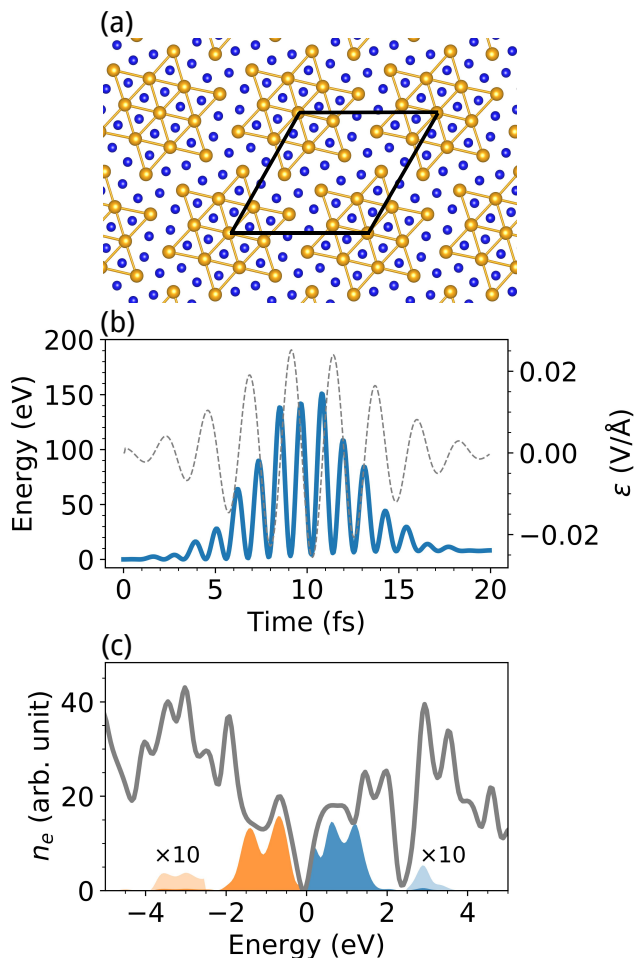 (a)
(b)
200
150
100
50
0
Energy (eV)
0.02
0.00
−0.02
ε (V/Å)
0 5 10 15 20
Time (fs)
(c)
40
20
0
n_e (arb. unit)
×10 ×10
−4 −2 0 2 4
Energy (eV)